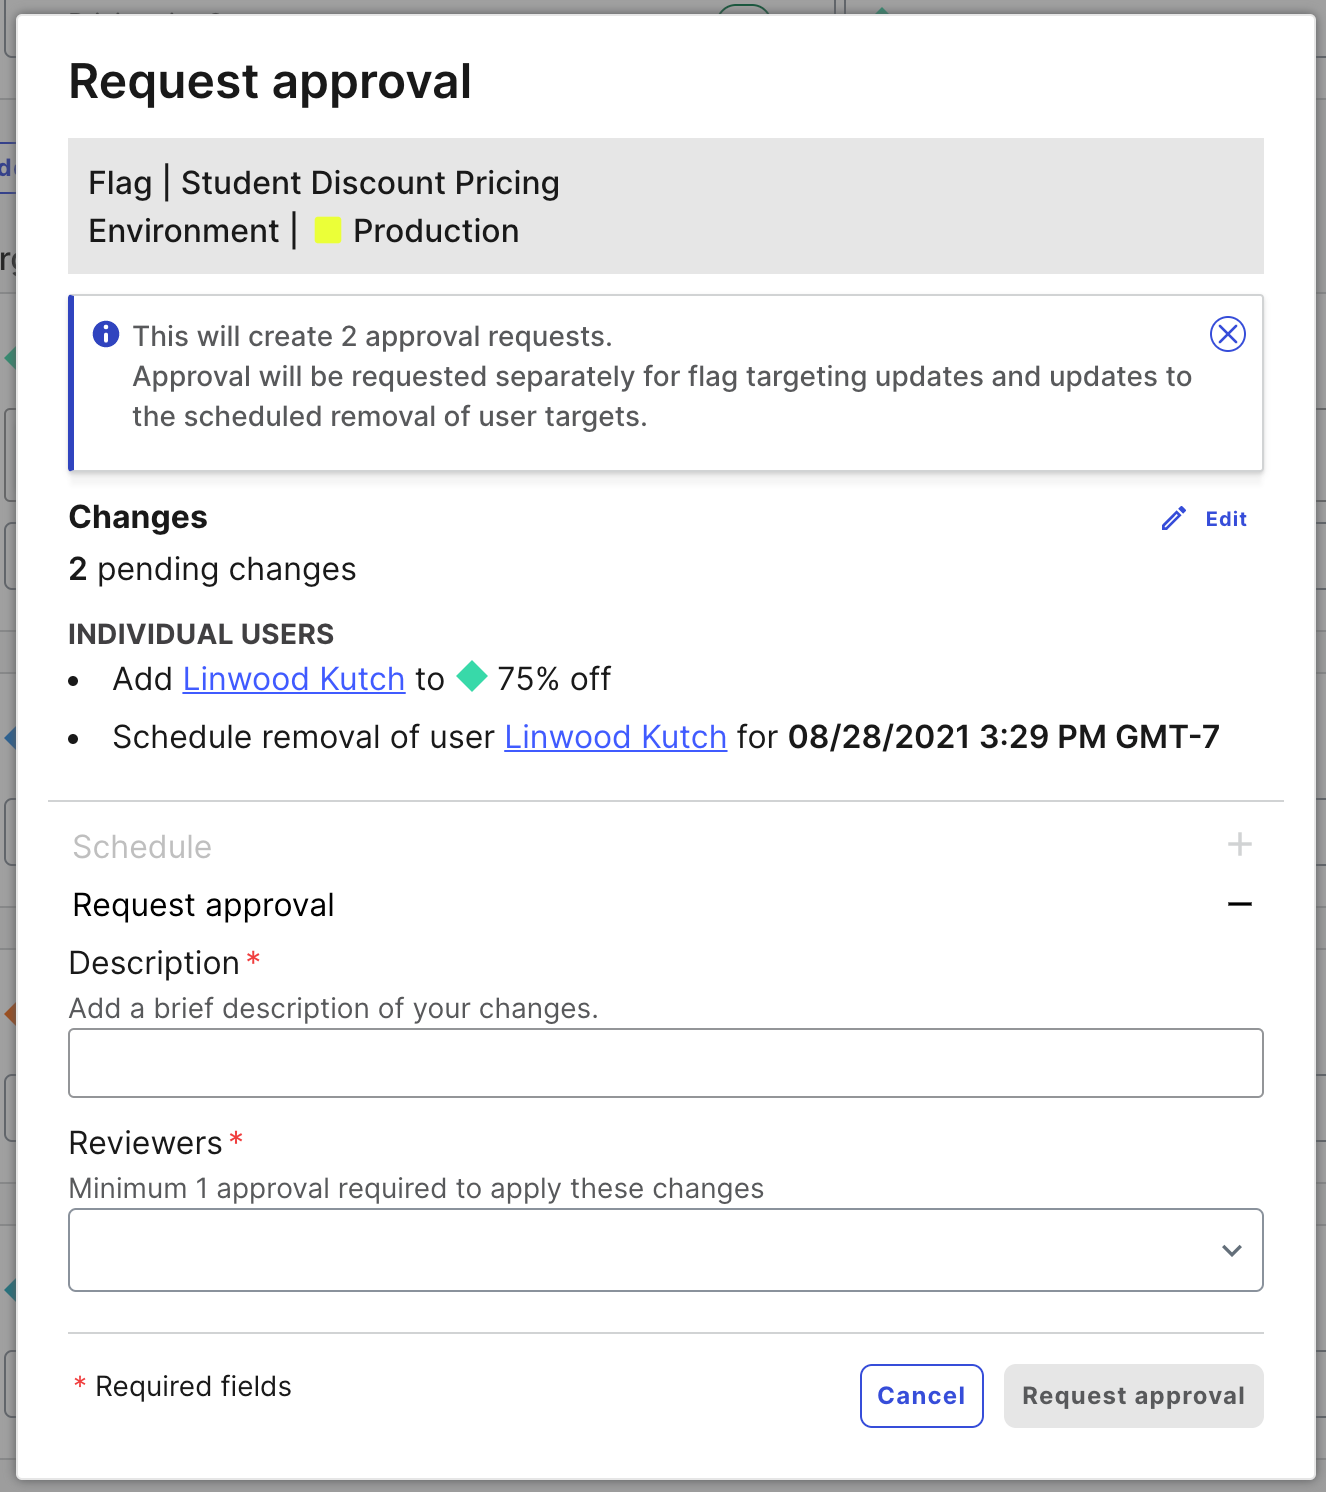 Request approval
Flag | Student Discount Pricing
Environment | Production
This will create 2 approval requests.
Approval will be requested separately for flag targeting updates and updates to
the scheduled removal of user targets.
Changes
Edit
2 pending changes
INDIVIDUAL USERS
• Add Linwood Kutch to 75% off
• Schedule removal of user Linwood Kutch for 08/28/2021 3:29 PM GMT-7
Schedule
Request approval
Description *
Add a brief description of your changes.
Reviewers *
Minimum 1 approval required to apply these changes
* Required fields
Cancel
Request approval